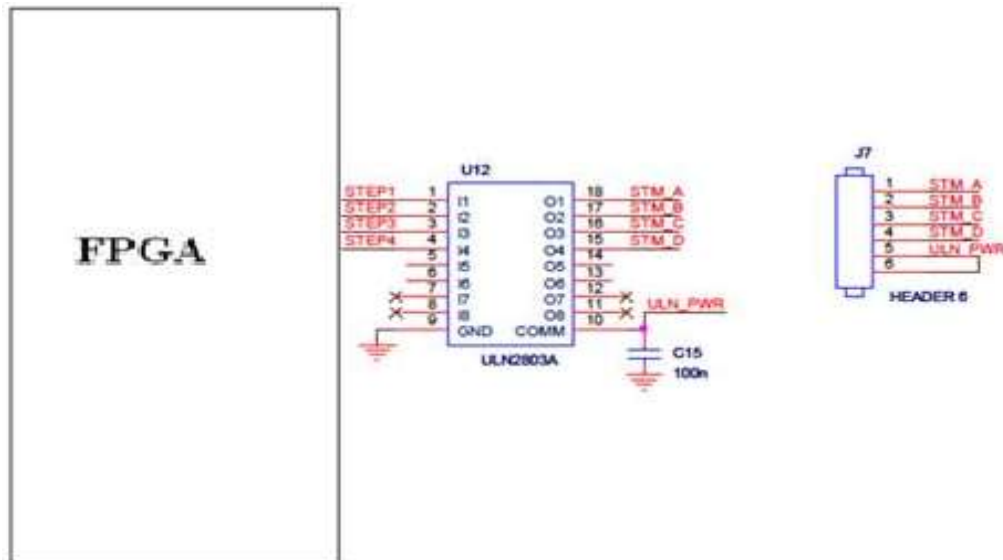 FPGA
U12
STEP1 1 I1 O1 18 STM_A
STEP2 2 I2 O2 17 STM_B
STEP3 3 I3 O3 16 STM_C
STEP4 4 I4 O4 15 STM_D
5 I5 O5 14
6 I6 O6 13
7 I7 O7 12
8 I8 O8 11
9 GND COMM 10 ULN_PWR
ULN2803A
C15
100n
J7
1 STM_A
2 STM_B
3 STM_C
4 STM_D
5 ULN_PWR
6
HEADER 6